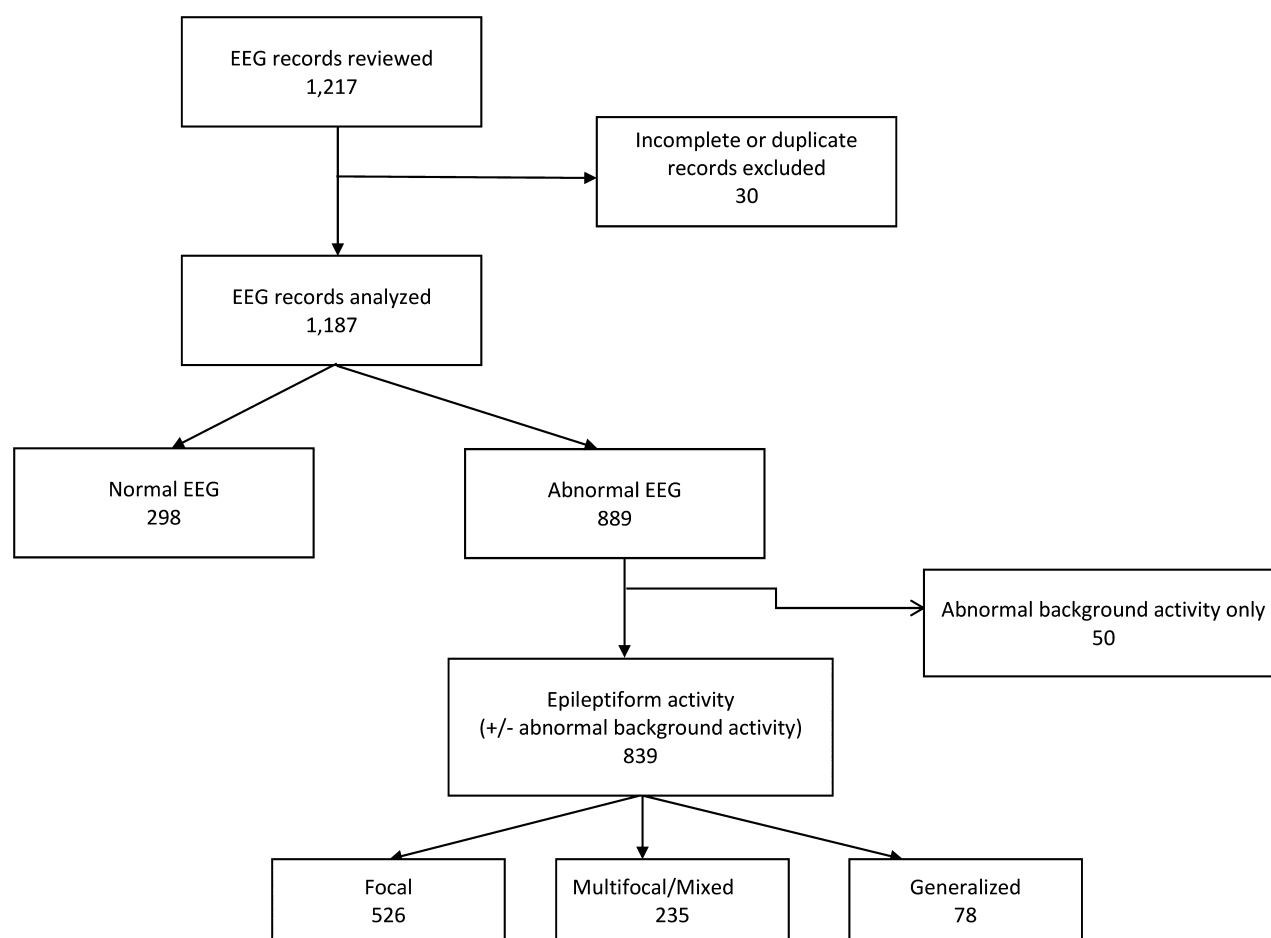 EEG records reviewed
1,217
Incomplete or duplicate
records excluded
30
EEG records analyzed
1,187
Normal EEG
298
Abnormal EEG
889
Abnormal background activity only
50
Epileptiform activity
(+/- abnormal background activity)
839
Focal
526
Multifocal/Mixed
235
Generalized
78